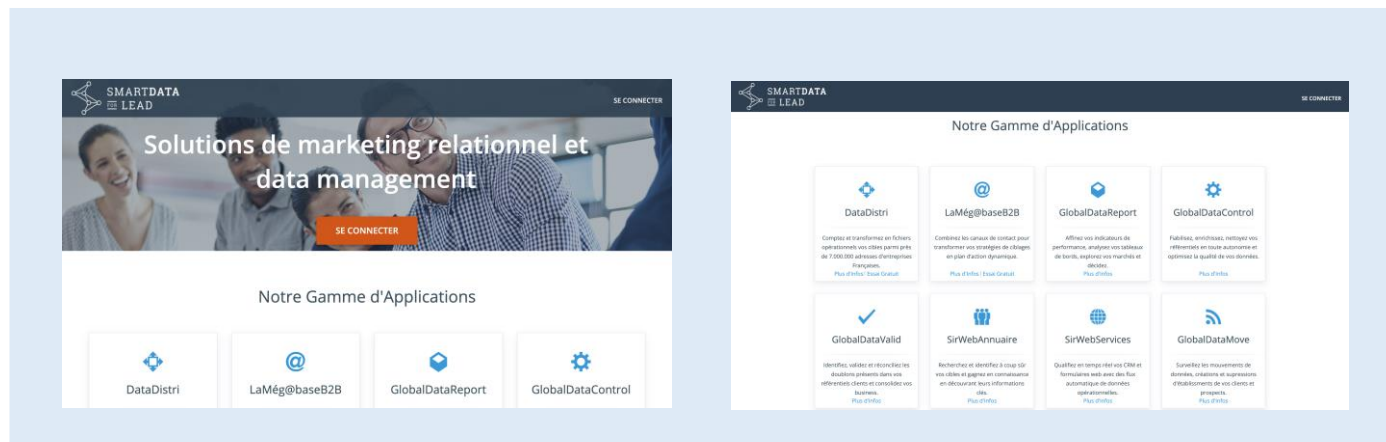 SMARTDATA
FOR LEAD
SE CONNECTER
Solutions de marketing relationnel et
data management
SE CONNECTER
Notre Gamme d'Applications
DataDistri
LaMég@baseB2B
GlobalDataReport
GlobalDataControl
SMARTDATA
FOR LEAD
SE CONNECTER
Notre Gamme d'Applications
DataDistri
Comptez et transformez en fichiers
opérationnels vos cibles parmi près
de 7.000.000 adresses d'entreprises
Françaises.
Plus d'Infos / Essai Gratuit
LaMég@baseB2B
Combinez les canaux de contact pour
transformer vos stratégies de ciblages
en plan d'action dynamique.
Plus d'Infos / Essai Gratuit
GlobalDataReport
Affinez vos indicateurs de
performance, analysez vos tableaux
de bords, explorez vos marchés et
décidez.
Plus d'Infos
GlobalDataControl
Fiabilisez, enrichissez, nettoyez vos
référentiels en toute autonomie et
optimisez la qualité de vos données.
Plus d'Infos
GlobalDataValid
Identifiez, validez et réconciliez les
doublons présents dans vos
référentiels clients et consolidez vos
business.
Plus d'Infos
SirWebAnnuaire
Recherchez et identifiez à coup sûr
vos cibles et gagnez en connaissance
en découvrant leurs informations
clés.
Plus d'Infos
SirWebServices
Qualifiez en temps réel vos CRM et
formulaires web avec des flux
automatique de données
opérationnelles.
Plus d'Infos
GlobalDataMove
Surveillez les mouvements de
données, créations et supressions
d'établissments de vos clients et
prospects.
Plus d'Infos